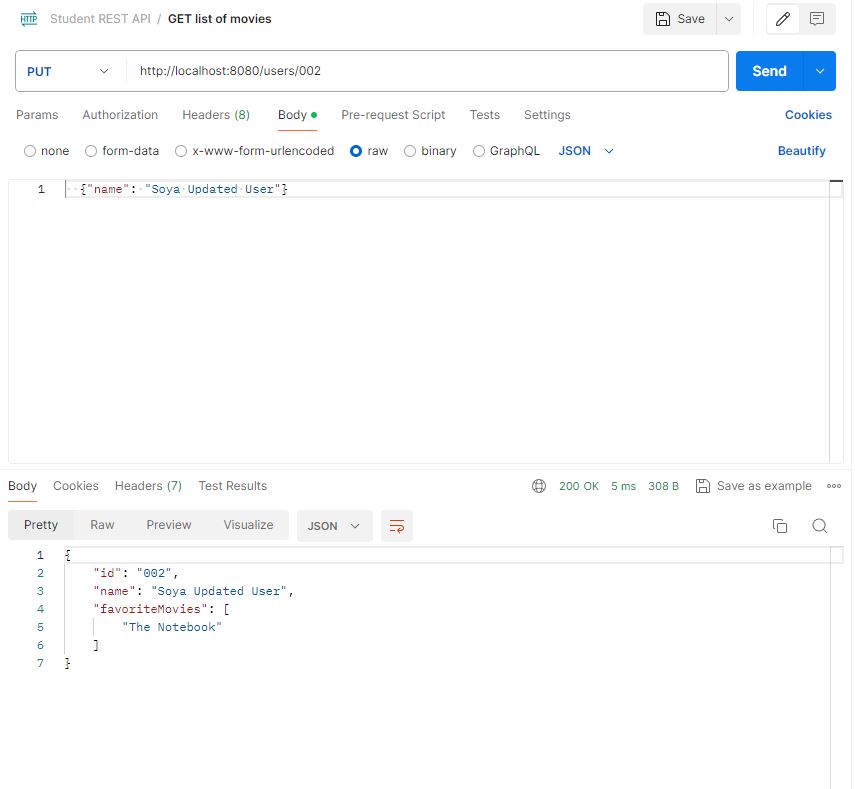 HTTP Student REST API / GET list of movies Save
PUT http://localhost:8080/users/002 Send
Params Authorization Headers (8) Body Pre-request Script Tests Settings Cookies
none form-data x-www-form-urlencoded raw binary GraphQL JSON Beautify
1 {"name": "Soya Updated User"}
Body Cookies Headers (7) Test Results 200 OK 5 ms 308 B Save as example
Pretty Raw Preview Visualize JSON
1 {
2 "id": "002",
3 "name": "Soya Updated User",
4 "favoriteMovies": [
5 "The Notebook"
6 ]
7 }